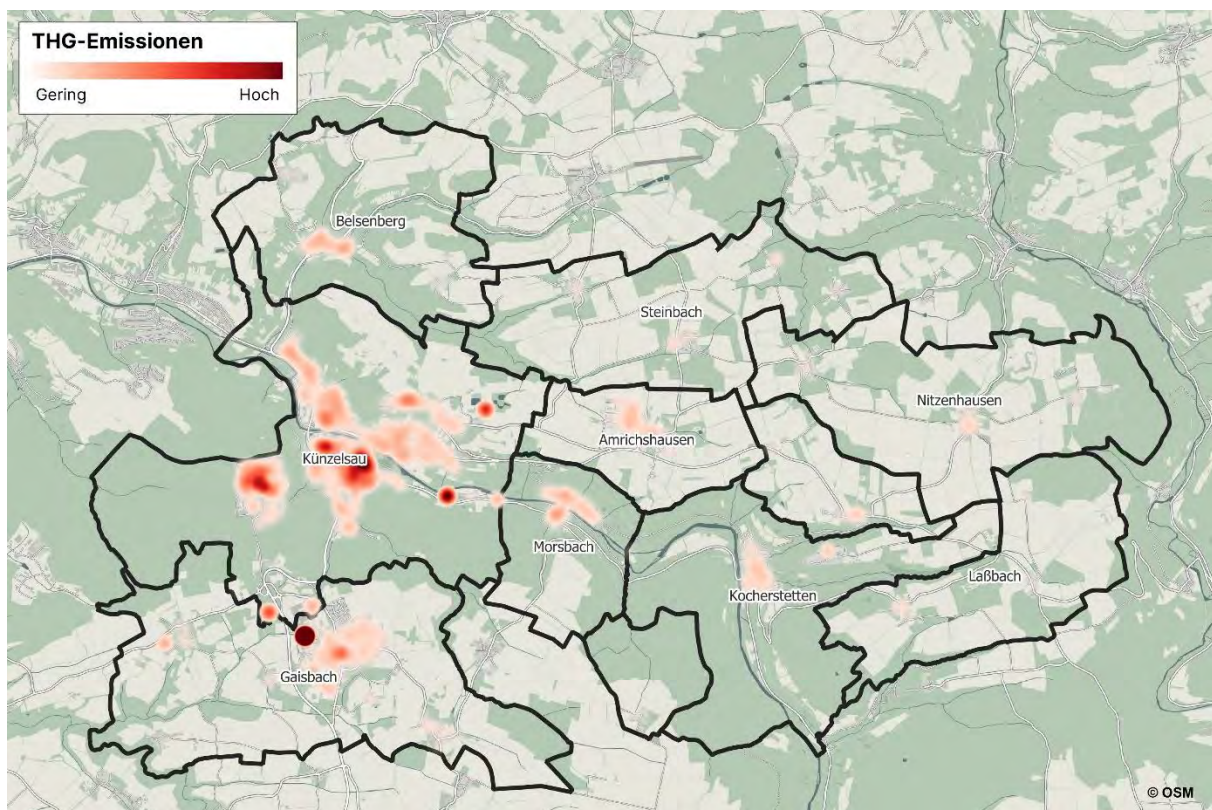 THG-Emissionen
Gering Hoch
Belsenberg
Steinbach
Nitzenhausen
Amrichshausen
Künzelsau
Morsbach
Laßbach
Kocherstetten
Gaisbach
© OSM